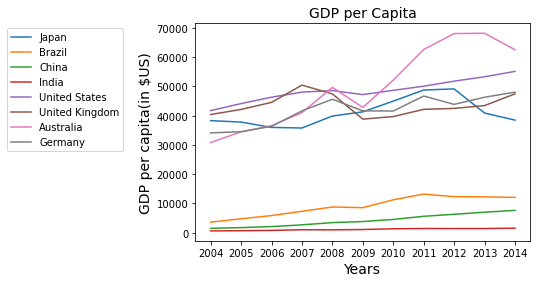 GDP per Capita
Japan
Brazil
China
India
United States
United Kingdom
Australia
Germany
GDP per capita(in $US)
70000
60000
50000
40000
30000
20000
10000
0
2004 2005 2006 2007 2008 2009 2010 2011 2012 2013 2014
Years